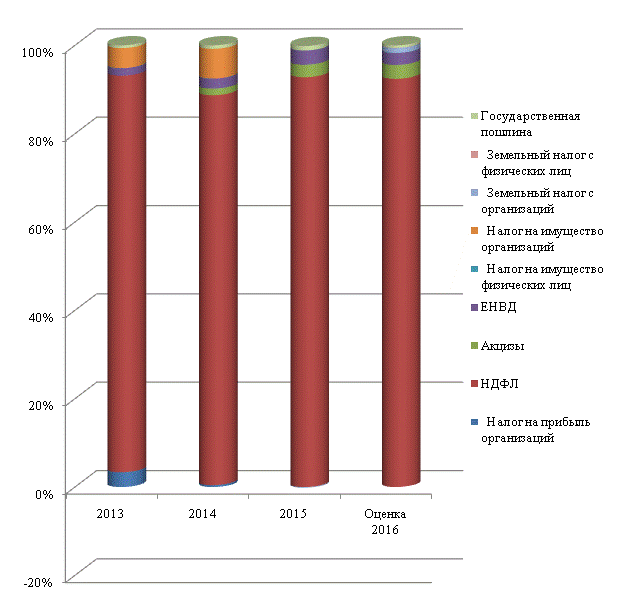 100%
80%
60%
40%
20%
0%
-20%
2013
2014
2015
Оценка
2016
Государственная
пошлина
Земельный налог с
физических лиц
Земельный налог с
организаций
Налог на имущество
организаций
Налог на имущество
физических лиц
ЕНВД
Акцизы
НДФЛ
Налог на прибыль
организаций